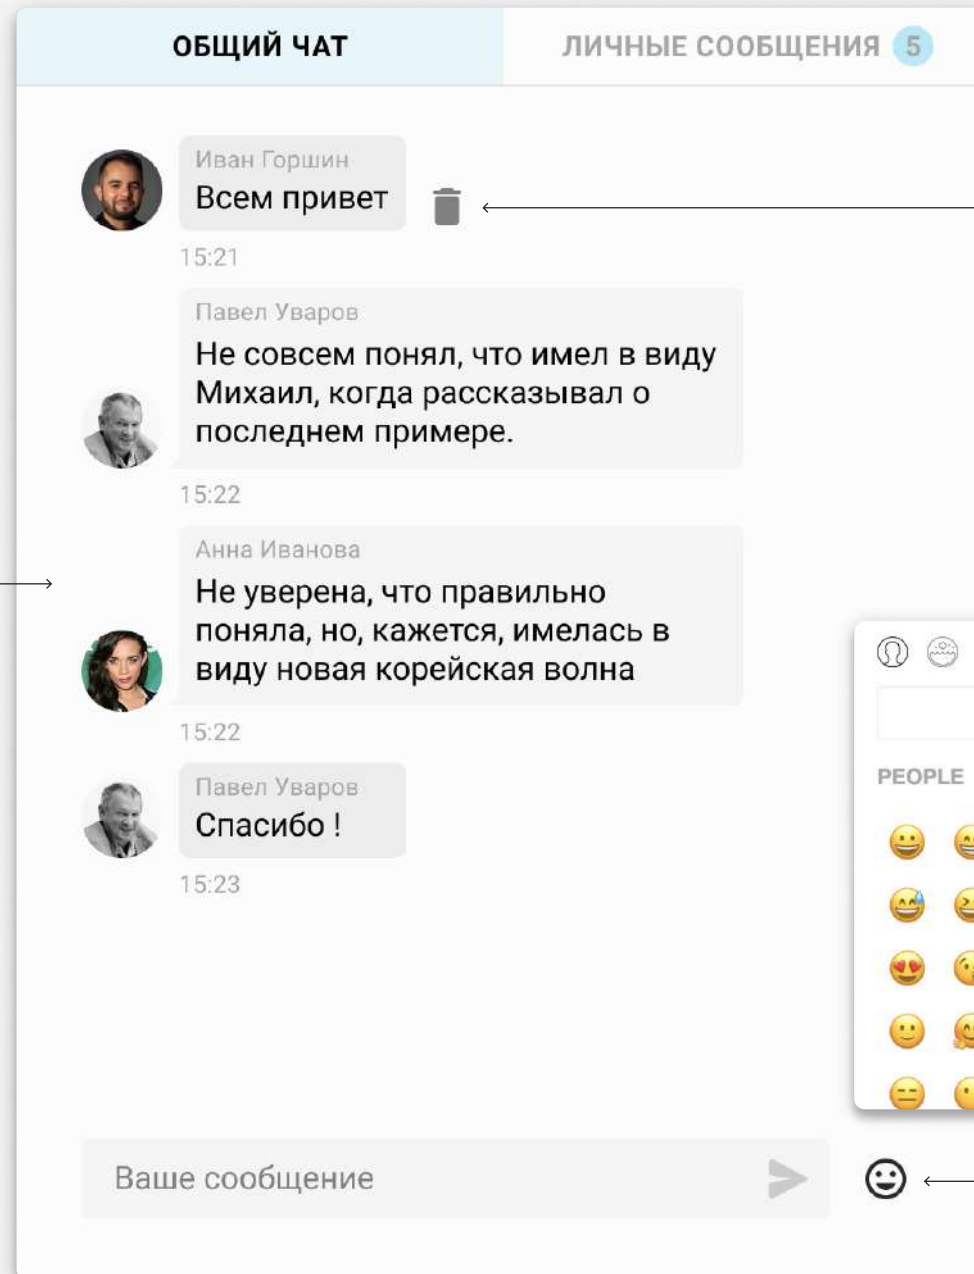 ОБЩИЙ ЧАТ
ЛИЧНЫЕ СООБЩЕНИЯ 5
Иван Горшин
Всем привет
15:21
Павел Уваров
Не совсем понял, что имел в виду
Михаил, когда рассказывал о
последнем примере.
15:22
Анна Иванова
Не уверена, что правильно
поняла, но, кажется, имелась в
виду новая корейская волна
15:22
Павел Уваров
Спасибо !
15:23
PEOPLE
Ваше сообщение